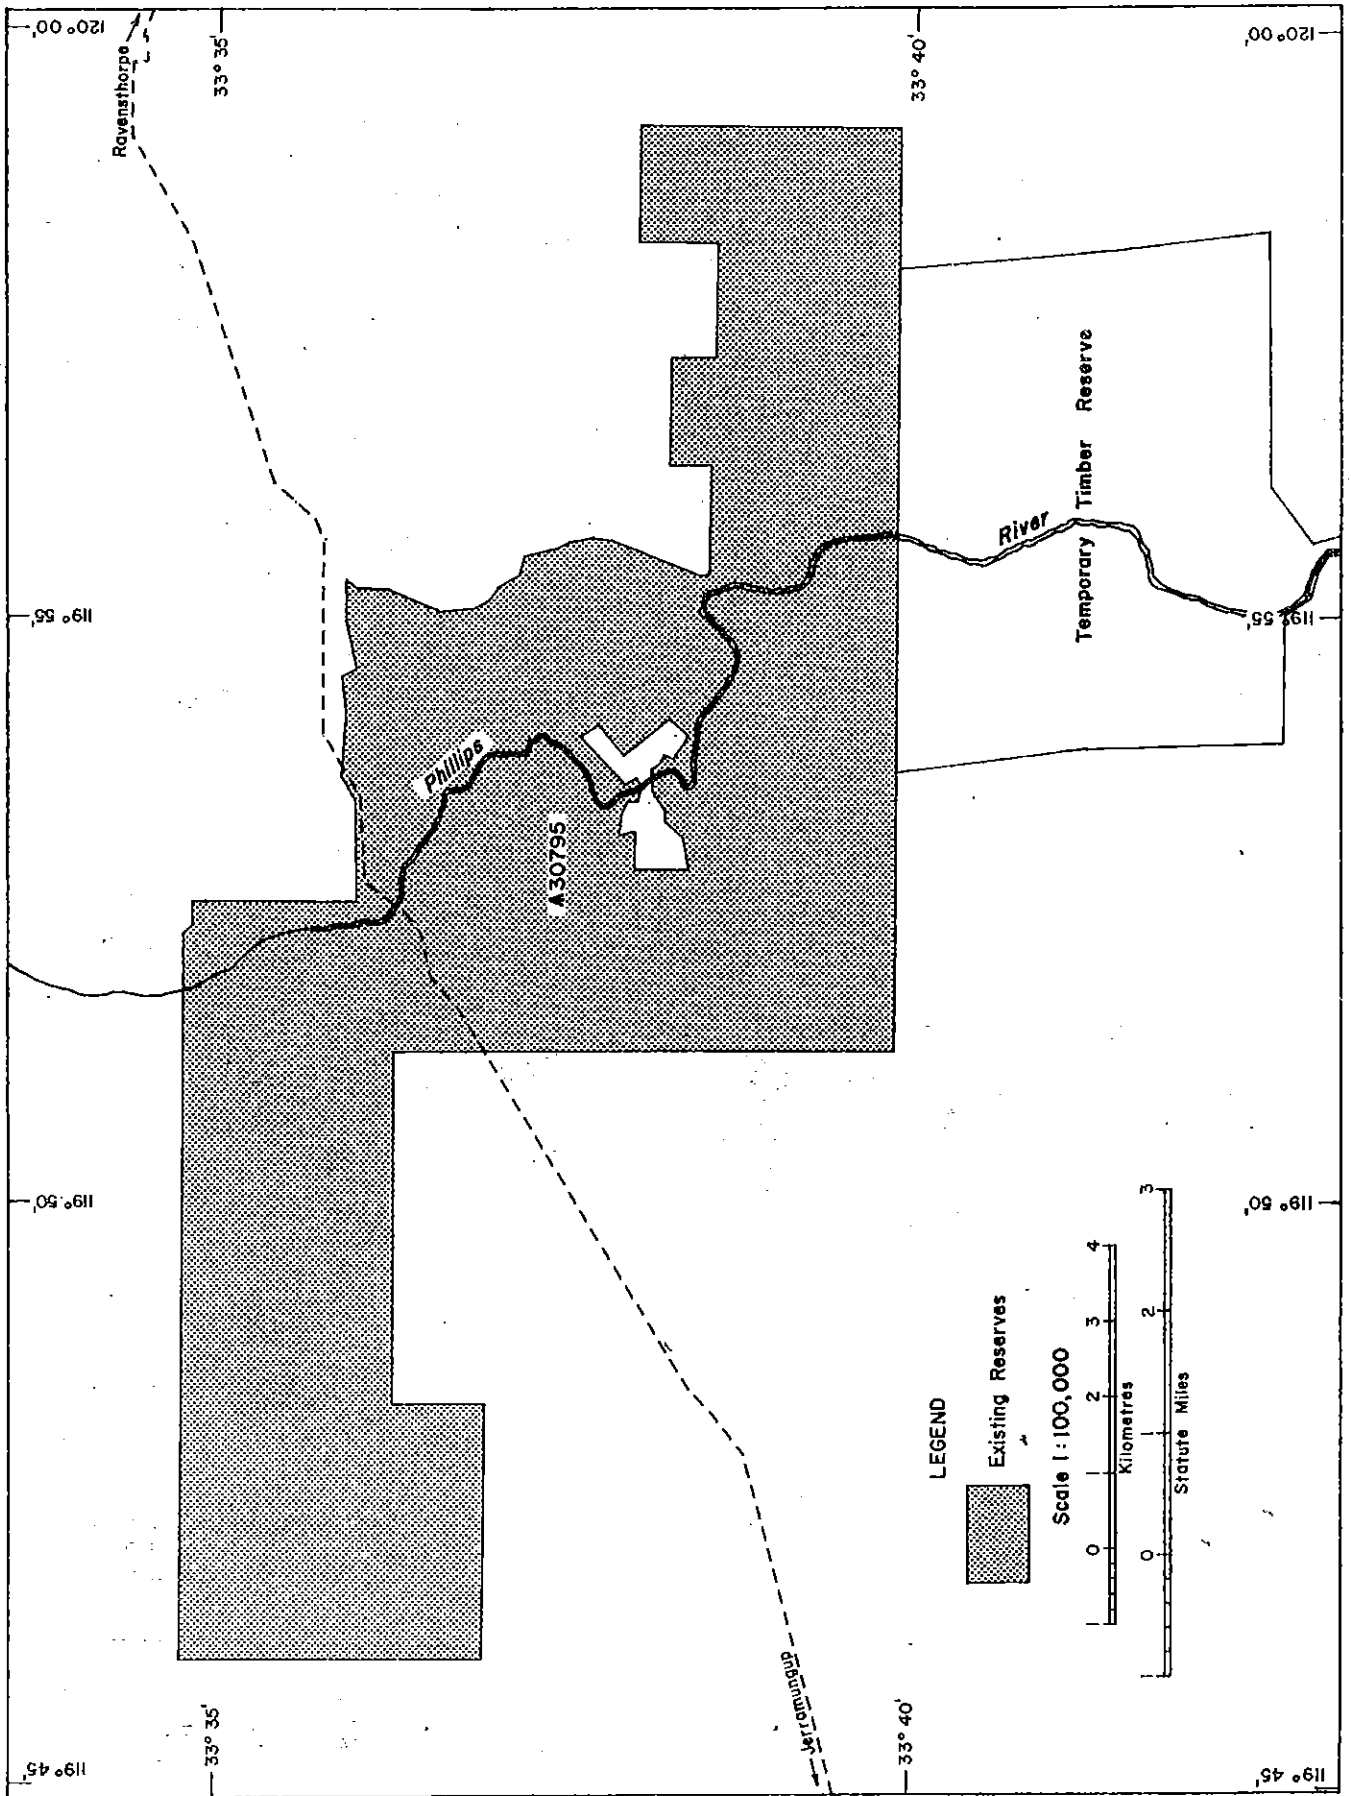 119° 45'
119° 50'
119° 55'
120° 00'
33° 35'
33° 35'
Ravensthorpe
Phillips
A30795
River
33° 40'
33° 40'
Temporary Timber Reserve
Jerramungup
LEGEND
Existing Reserves
Scale 1:100,000
1 0 1 2 3 4
Kilometres
1 0 1 2 3
Statute Miles
119° 45'
119° 50'
119° 55'
120° 00'